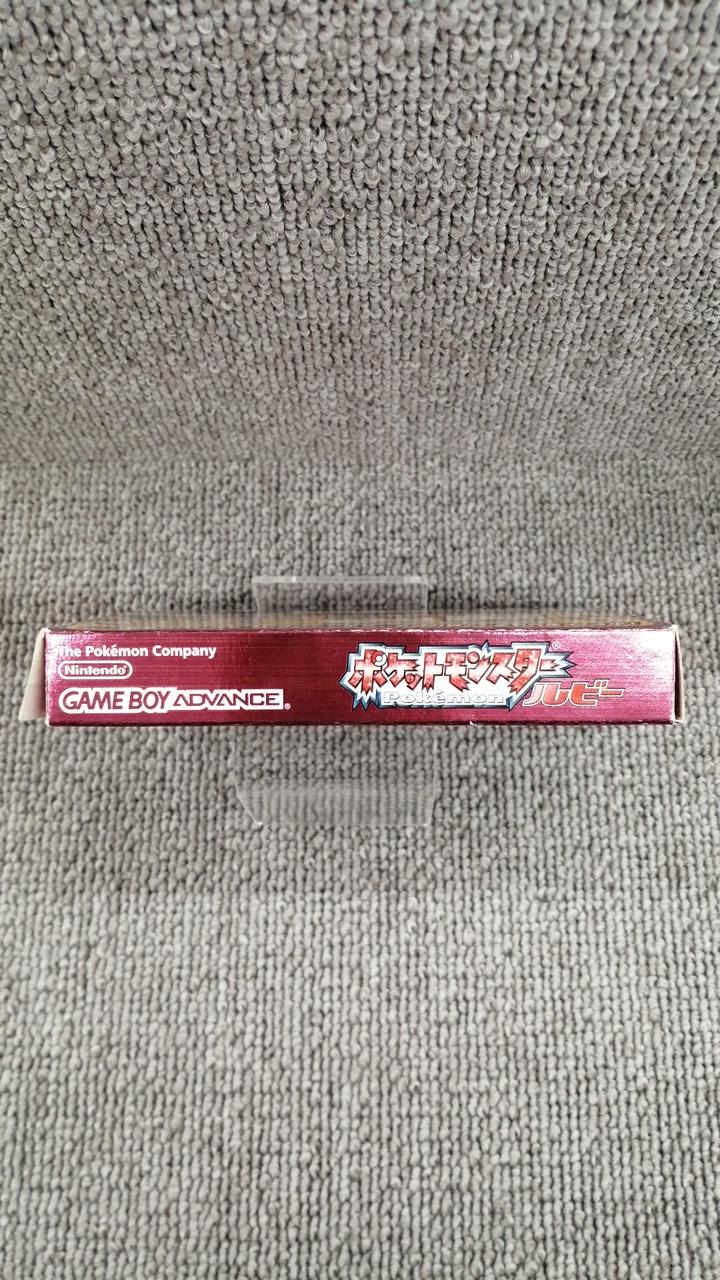 The Pokémon Company
Nintendo
GAME BOY ADVANCE®
ポケットモンスター®
Pokémon
ルビー